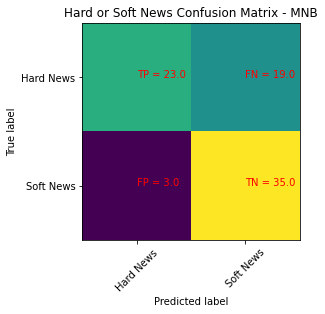 Hard or Soft News Confusion Matrix - MNB
True label
Hard News
TP = 23.0
FN = 19.0
Soft News
FP = 3.0
TN = 35.0
Hard News
Soft News
Predicted label